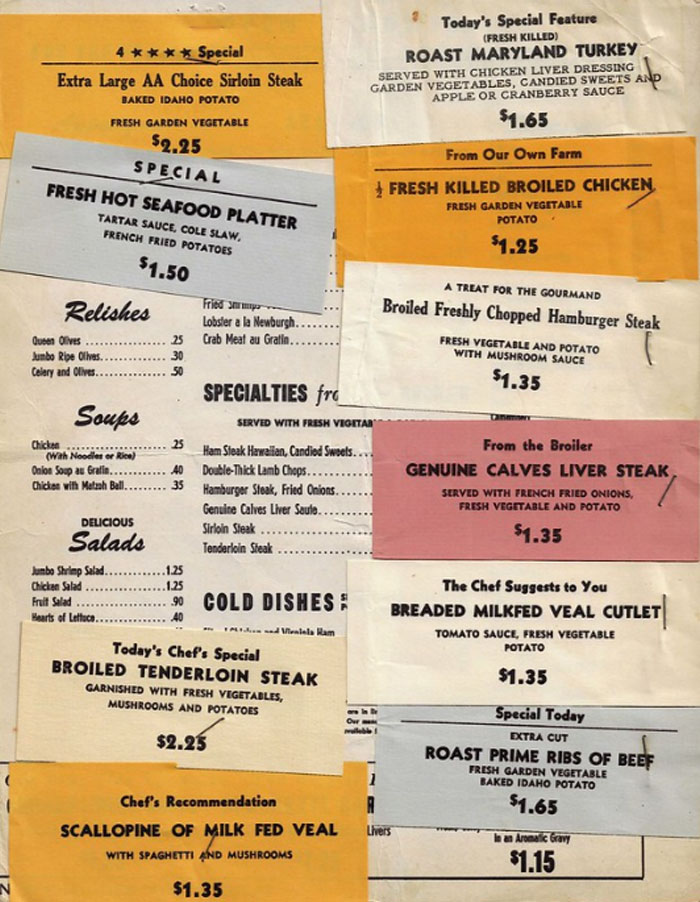 4 ★★★★ Special
Extra Large AA Choice Sirloin Steak
BAKED IDAHO POTATO
FRESH GARDEN VEGETABLE
$2.25
SPECIAL
FRESH HOT SEAFOOD PLATTER
TARTAR SAUCE, COLE SLAW,
FRENCH FRIED POTATOES
$1.50
Today's Special Feature
(FRESH KILLED)
ROAST MARYLAND TURKEY
SERVED WITH CHICKEN LIVER DRESSING
GARDEN VEGETABLES, CANDIED SWEETS AND
APPLE OR CRANBERRY SAUCE
$1.65
From Our Own Farm
½ FRESH KILLED BROILED CHICKEN
FRESH GARDEN VEGETABLE
POTATO
$1.25
A TREAT FOR THE GOURMAND
Broiled Freshly Chopped Hamburger Steak
FRESH VEGETABLE AND POTATO
WITH MUSHROOM SAUCE
$1.35
From the Broiler
GENUINE CALVES LIVER STEAK
SERVED WITH FRENCH FRIED ONIONS,
FRESH VEGETABLE AND POTATO
$1.35
The Chef Suggests to You
BREADED MILKFED VEAL CUTLET
TOMATO SAUCE, FRESH VEGETABLE
POTATO
$1.35
Special Today
EXTRA CUT
ROAST PRIME RIBS OF BEEF
FRESH GARDEN VEGETABLE
BAKED IDAHO POTATO
$1.65
In an Aromatic Gravy
$1.15
Relishes
Queen Olives .25
Jumbo Ripe Olives .30
Celery and Olives .50
Soups
Chicken .25
(With Noodles or Rice)
Onion Soup au Gratin .40
Chicken with Matzoh Ball .35
DELICIOUS
Salads
Jumbo Shrimp Salad 1.25
Chicken Salad 1.25
Fruit Salad .90
Hearts of Lettuce .40
Fried Shrimps
Lobster a la Newburgh
Crab Meat au Gratin
SPECIALTIES
SERVED WITH FRESH
Ham Steak Hawaiian, Candied Sweets
Double-Thick Lamb Chops
Hamburger Steak, Fried Onions
Genuine Calves Liver Saute
Sirloin Steak
Tenderloin Steak
COLD DISHES
Virginia Ham
Today's Chef's Special
BROILED TENDERLOIN STEAK
GARNISHED WITH FRESH VEGETABLES,
MUSHROOMS AND POTATOES
$2.25
Chef's Recommendation
SCALLOPINE OF MILK FED VEAL
WITH SPAGHETTI AND MUSHROOMS
$1.35
Livers